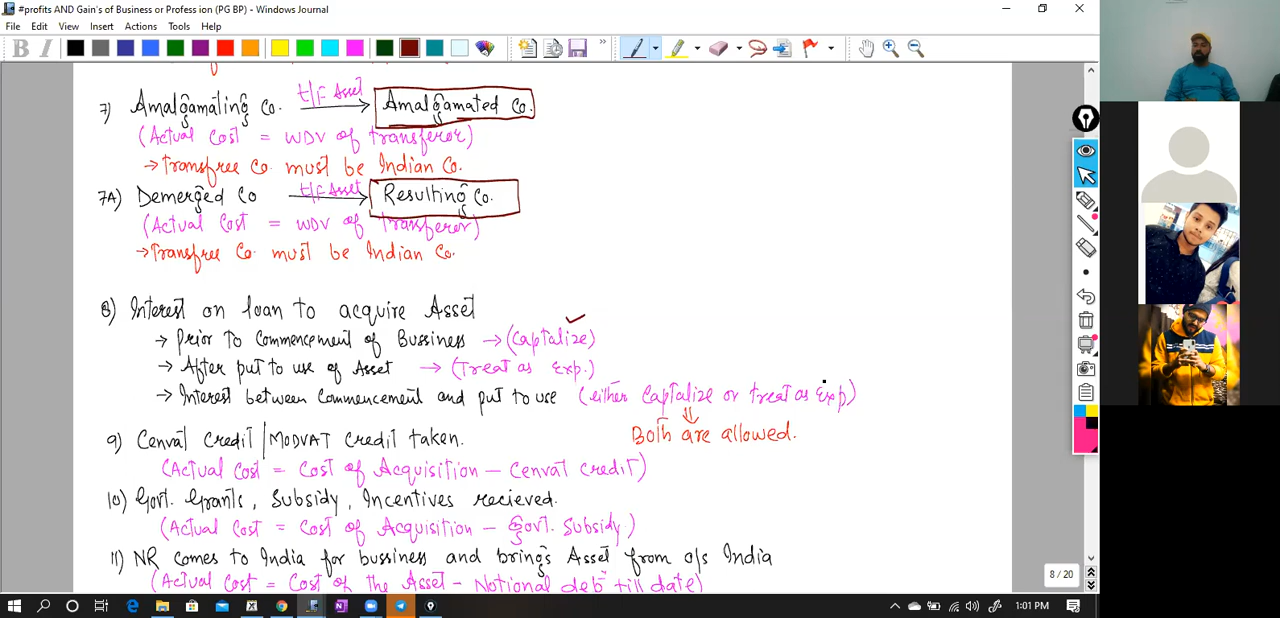 #profits AND Gain's of Business or Profess ion (PG BP) - Windows Journal
File Edit View Insert Actions Tools Help
7) Amalgamating Co. t/f Asset Amalgamated Co.
(Actual Cost = WDV of transferor)
→ Transfree Co. must be Indian Co.
7A) Demerged Co t/f Asset Resulting Co.
(Actual Cost = WDV of transferor)
→ Transfree Co. must be Indian Co.
8) Interest on loan to acquire Asset
→ Prior to Commencement of Bussiness → (Captalize)
→ After put to use of Asset → (Treat as Exp.)
→ Interest between Commencement and put to use (either Captalize or treat as Exp)
Both are allowed.
9) Cenvat Credit/MODVAT Credit taken.
(Actual Cost = Cost of Acquisition - Cenvat Credit)
10) Govt. Grants, Subsidy, Incentives recieved.
(Actual Cost = Cost of Acquisition - Govt. Subsidy)
11) NR comes to India for bussiness and brings Asset from o/s India
(Actual Cost = Cost of the Asset - Notional deb till date)
8 / 20
1:01 PM